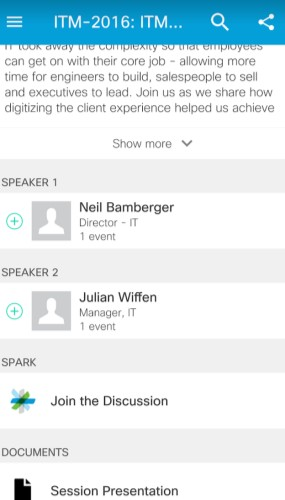 ITM-2016: ITM...
IT took away the complexity so that employees
can get on with their core job - allowing more
time for engineers to build, salespeople to sell
and executives to lead. Join us as we share how
digitizing the client experience helped us achieve
Show more
SPEAKER 1
Neil Bamberger
Director - IT
1 event
SPEAKER 2
Julian Wiffen
Manager, IT
1 event
SPARK
Join the Discussion
DOCUMENTS
Session Presentation